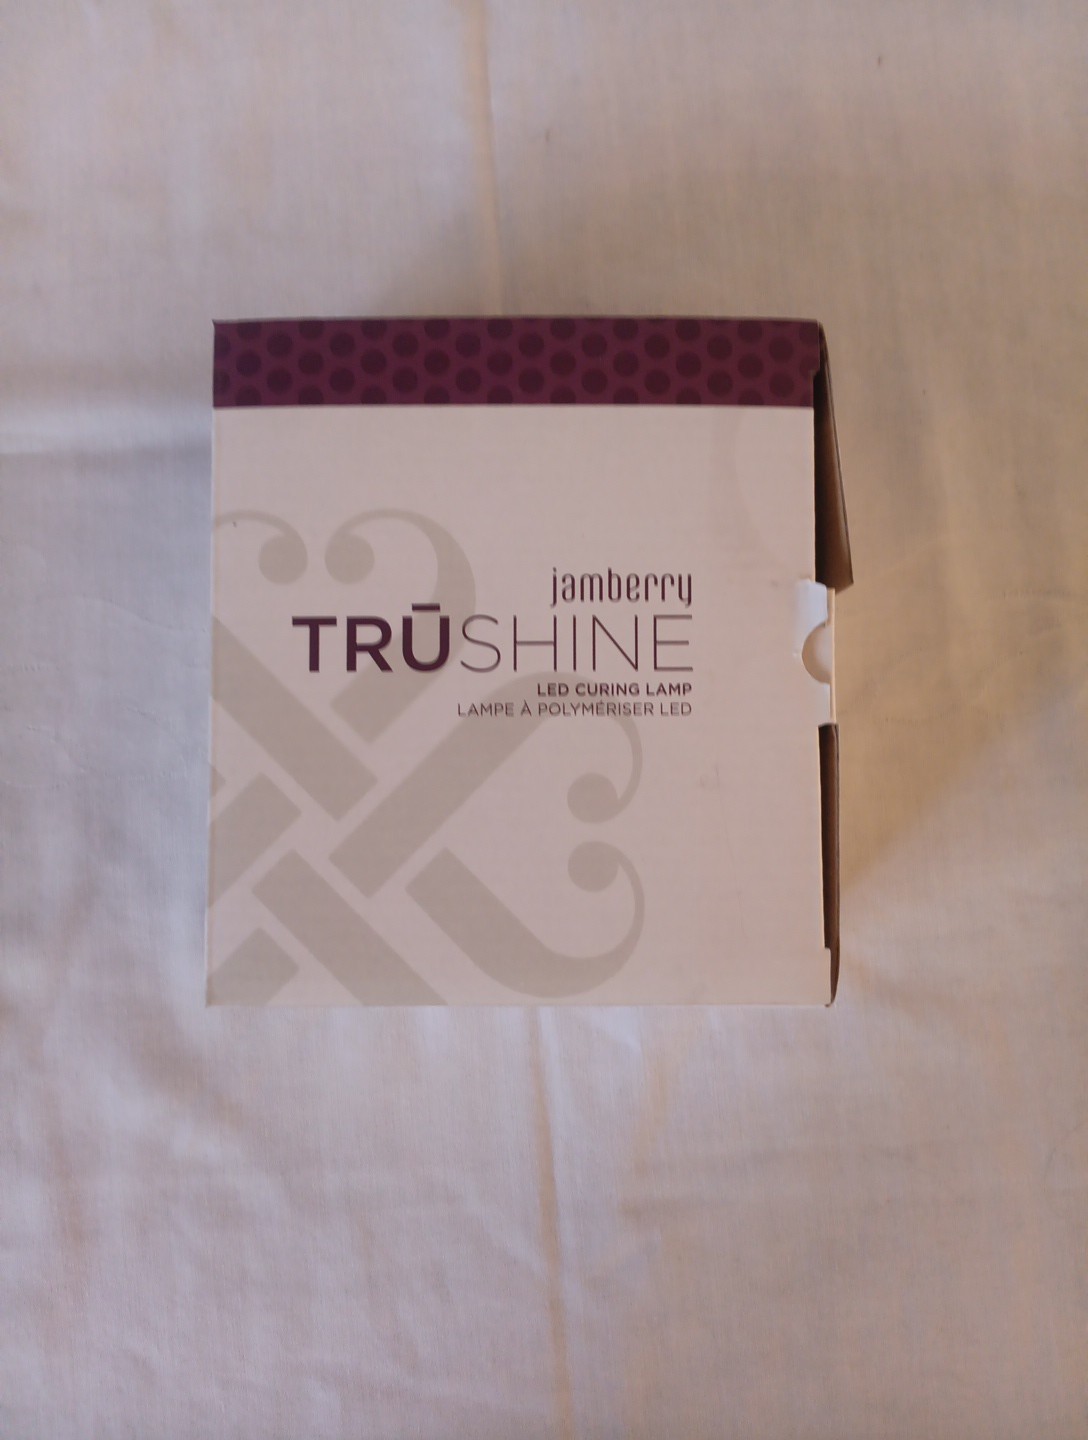 jamberry
TRŪSHINE
LED CURING LAMP
LAMPE À POLYMÉRISER LED